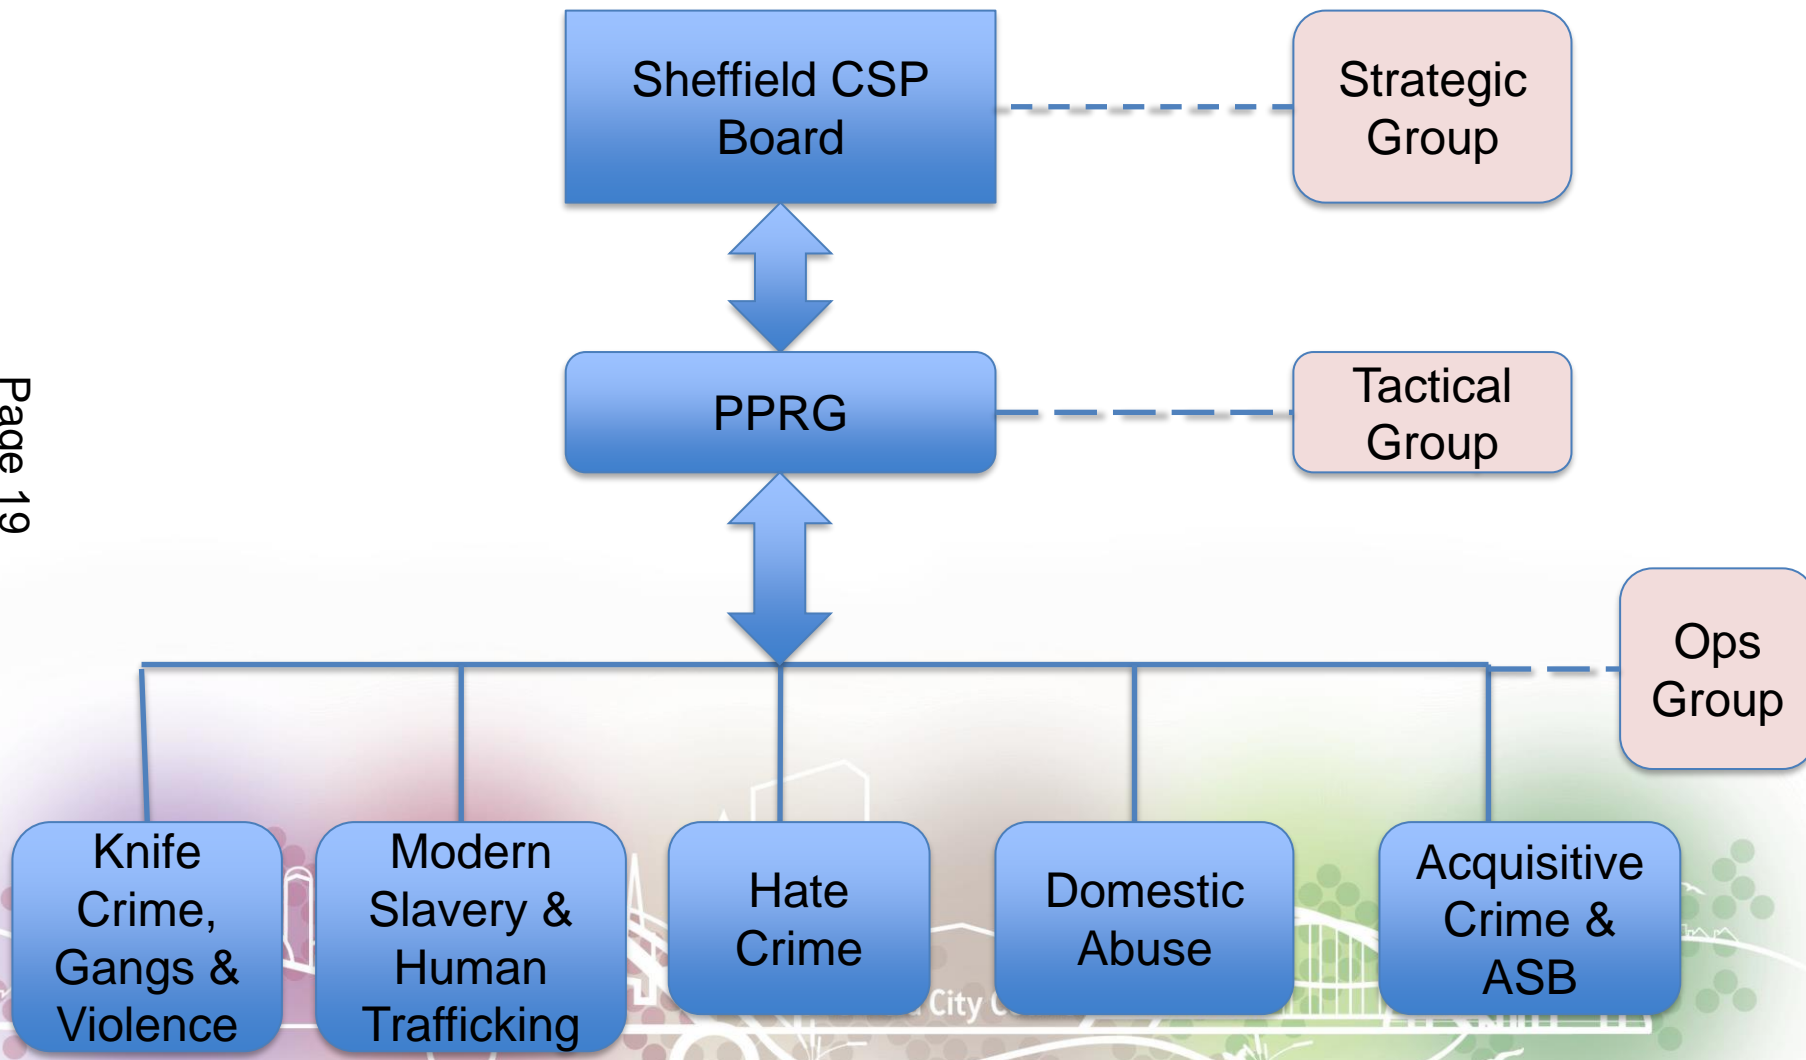 Sheffield CSP
Board
Strategic
Group
PPRG
Tactical
Group
Page 19
Ops
Group
Knife
Crime,
Gangs &
Violence
Modern
Slavery &
Human
Trafficking
Hate
Crime
Domestic
Abuse
Acquisitive
Crime &
ASB
City